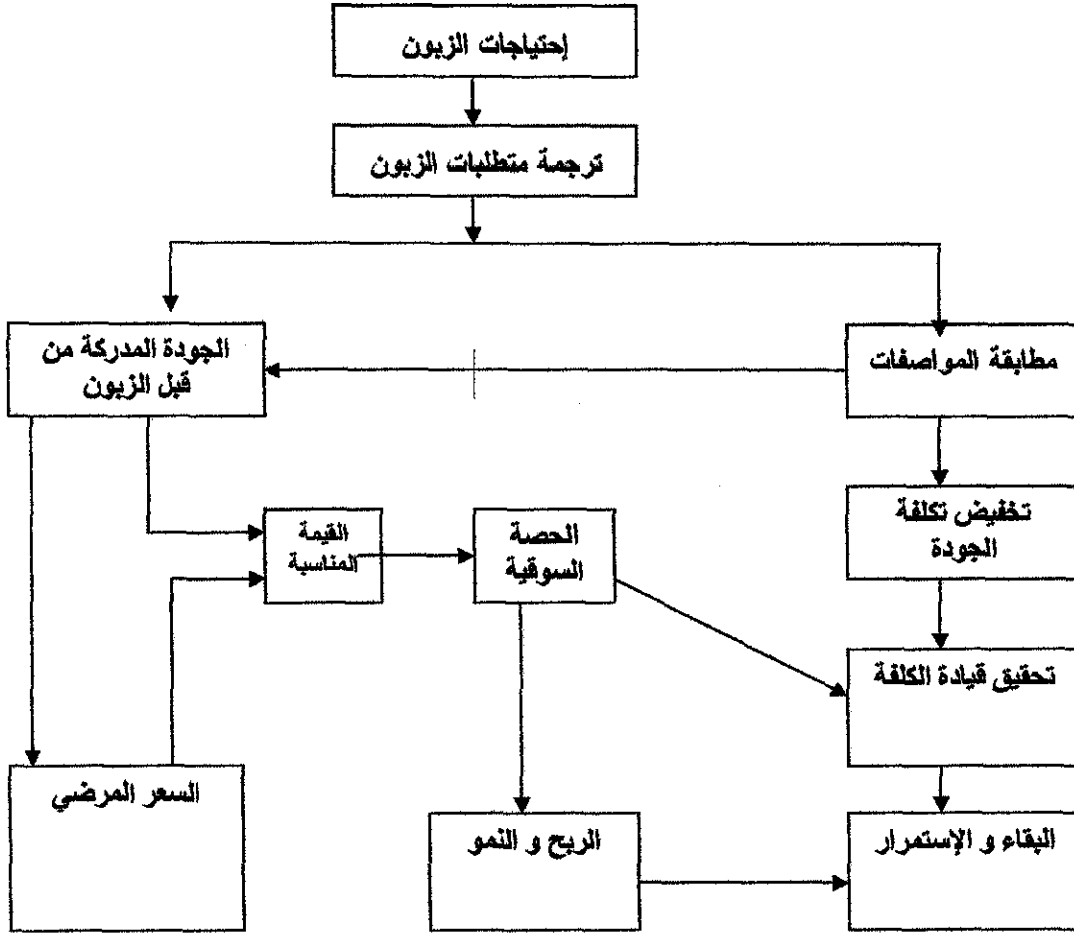 إحتياجات الزبون
ترجمة متطلبات الزبون
مطابقة المواصفات
الجودة المدركة من
قبل الزبون
تخفيض تكلفة
الجودة
الحصة
السوقية
القيمة
المناسبة
تحقيق قيادة الكلفة
السعر المرضي
الربح و النمو
البقاء و الإستمرار